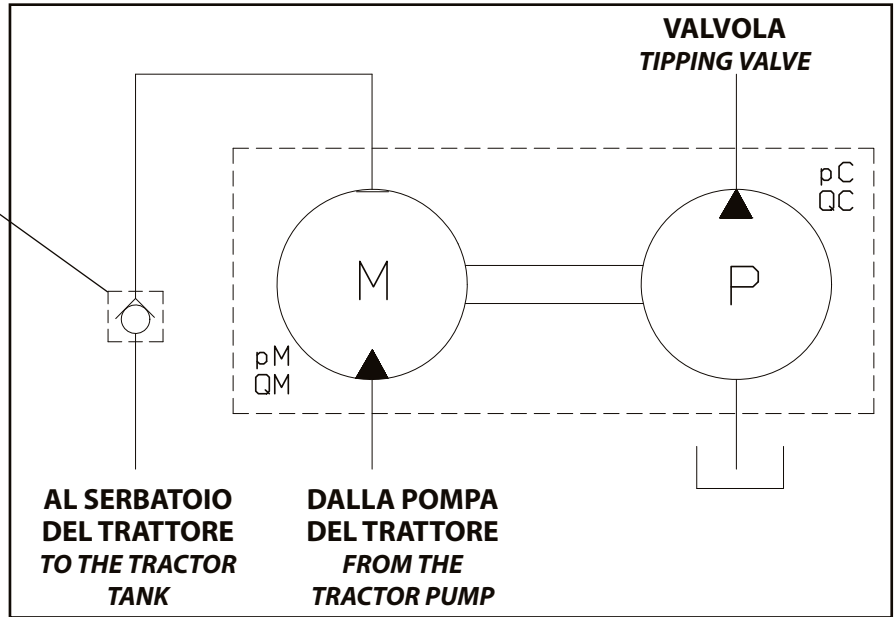 VALVOLA
TIPPING VALVE
pC
QC
M
P
pM
QM
AL SERBATOIO
DEL TRATTORE
TO THE TRACTOR
TANK
DALLA POMPA
DEL TRATTORE
FROM THE
TRACTOR PUMP